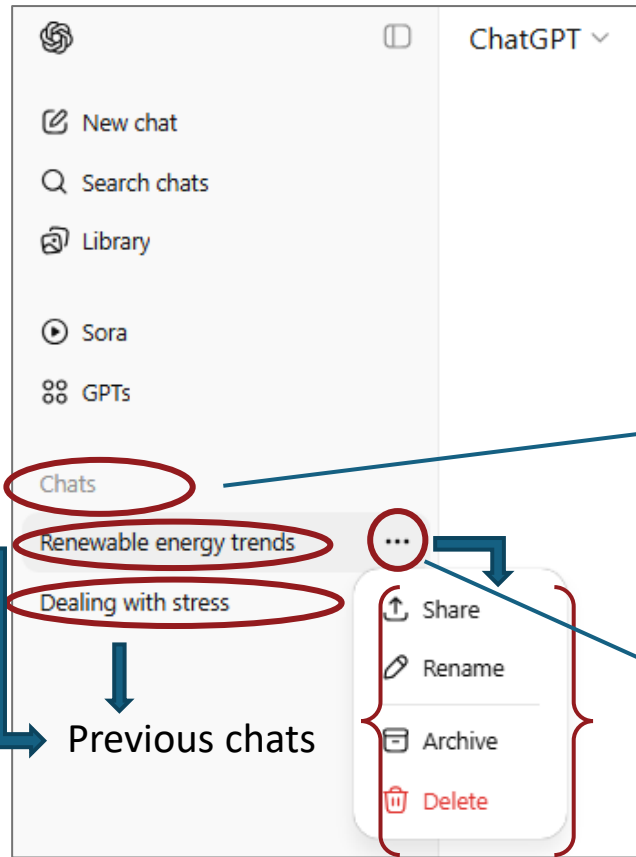 ChatGPT
New chat
Search chats
Library
Sora
GPTs
Chats
Renewable energy trends
Dealing with stress
Share
Rename
Previous chats
Archive
Delete